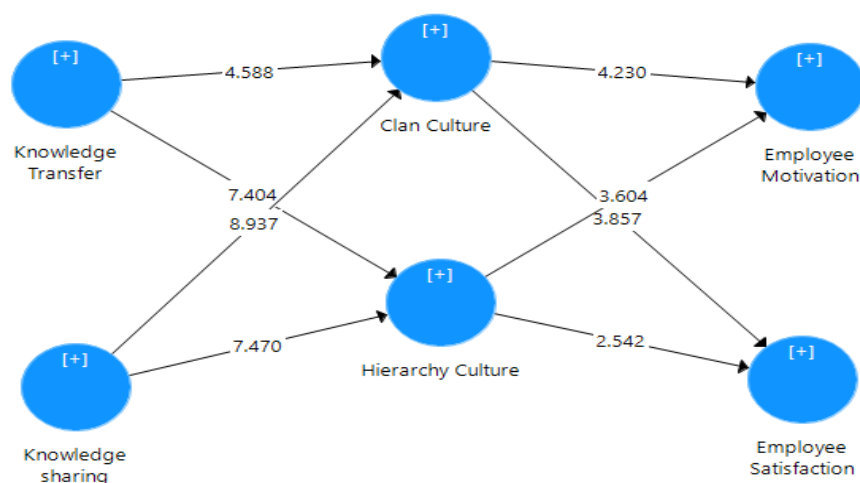 [+]
Knowledge
Transfer
[+]
Clan Culture
[+]
Employee
Motivation
4.588
4.230
7.404
8.937
3.604
3.857
[+]
Hierarchy Culture
7.470
2.542
[+]
Knowledge
sharing
[+]
Employee
Satisfaction